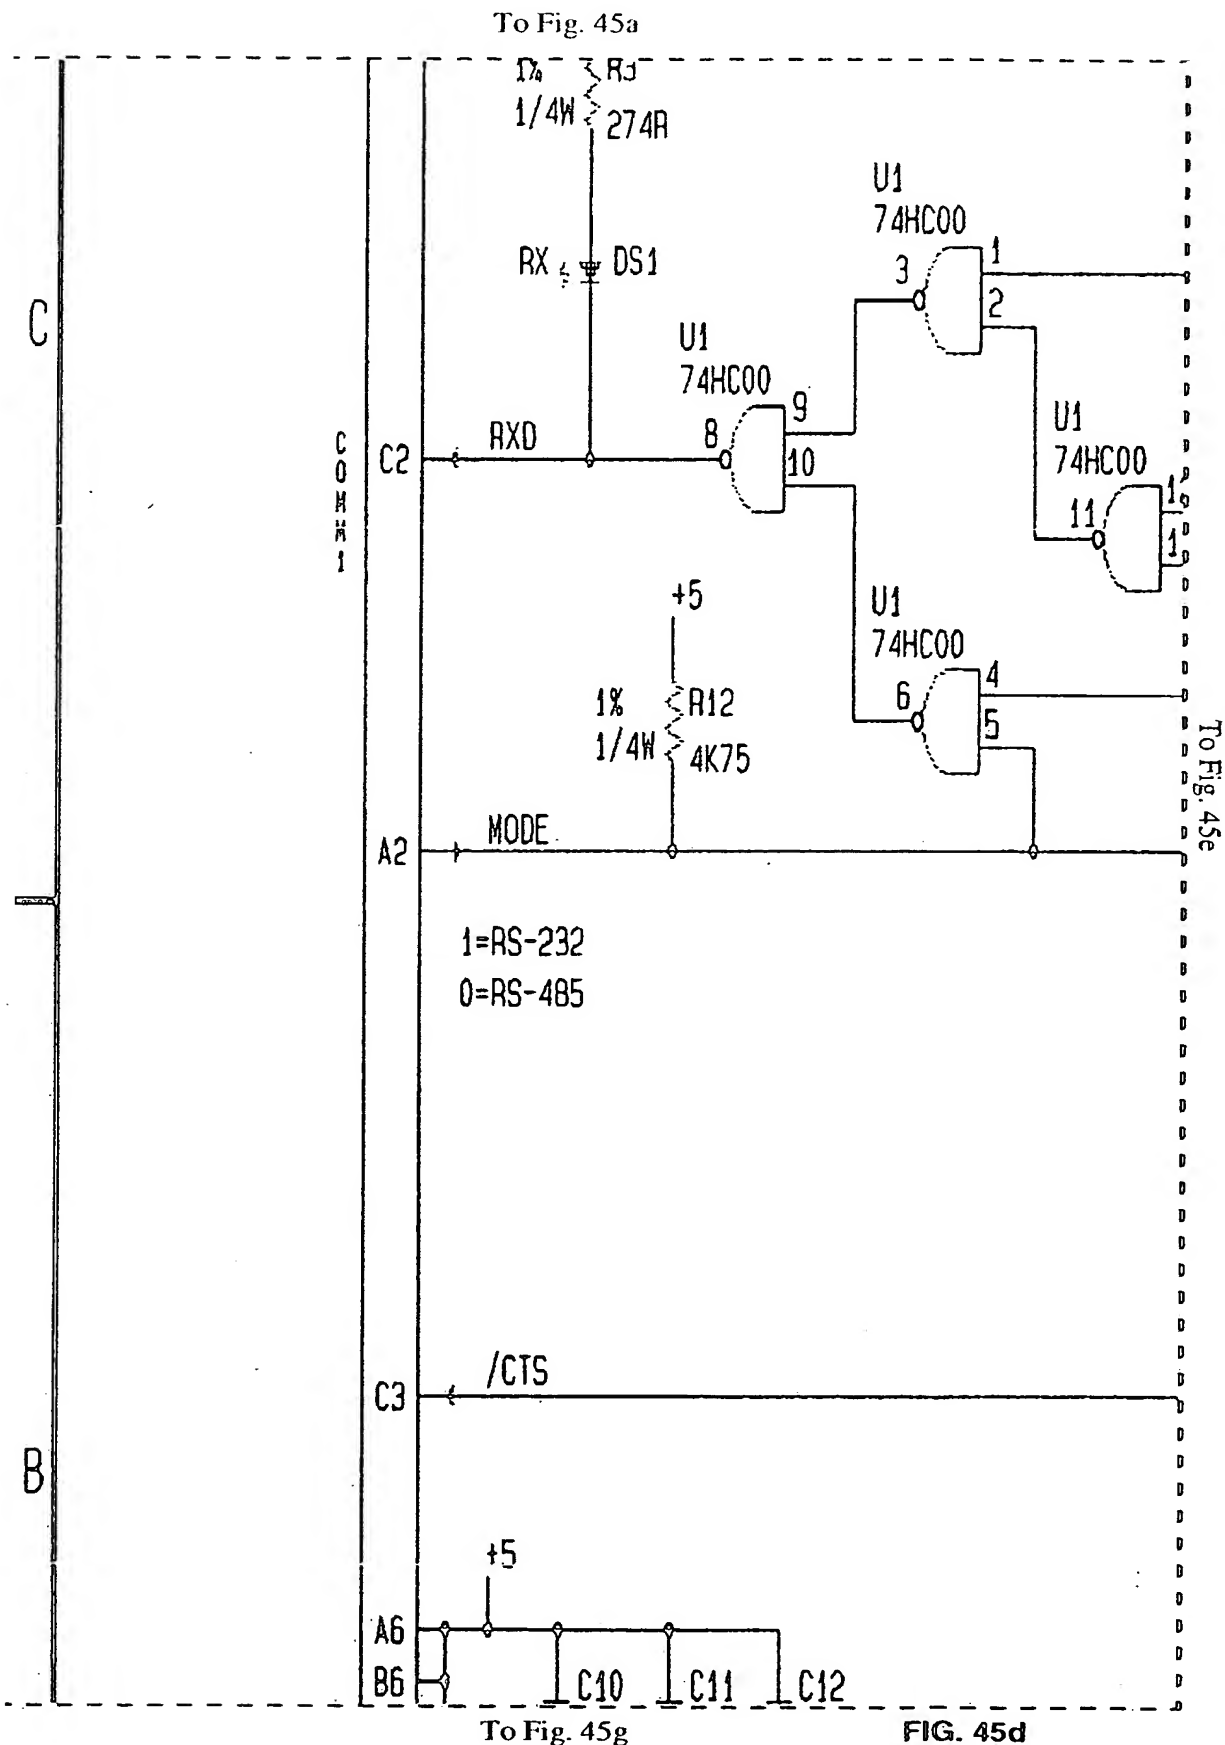 To Fig. 45a
1%
1/4W 274R
U1
74HC00
RX DS1
3
1
2
C
U1
74HC00
9
8
10
RXD
C2
COMM1
U1
74HC00
11
1
1
+5
U1
74HC00
4
6
5
1% R12
1/4W 4K75
To Fig. 45e
MODE
A2
1=RS-232
0=RS-485
/CTS
C3
B
+5
A6
B6
C10 C11 C12
To Fig. 45g
FIG. 45d